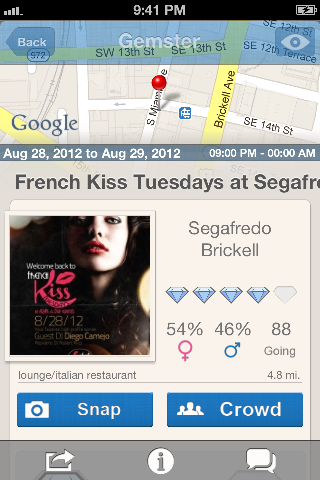 9:41 PM
Back
Gemster
972
SW 13th St
SE 12th Terrace
S Miami Ave
Brickell Ave
SE 13th St
SE 14th St
Google
Aug 28, 2012 to Aug 29, 2012
09:00 PM - 00:00 AM
French Kiss Tuesdays at Segafre
Welcome back to
french
Kiss
TUESDAYS
8/28/12
Guest DJ Diego Camejo
Segafredo
Brickell
54%
46%
88
Going
lounge/italian restaurant
4.8 mi.
Snap
Crowd